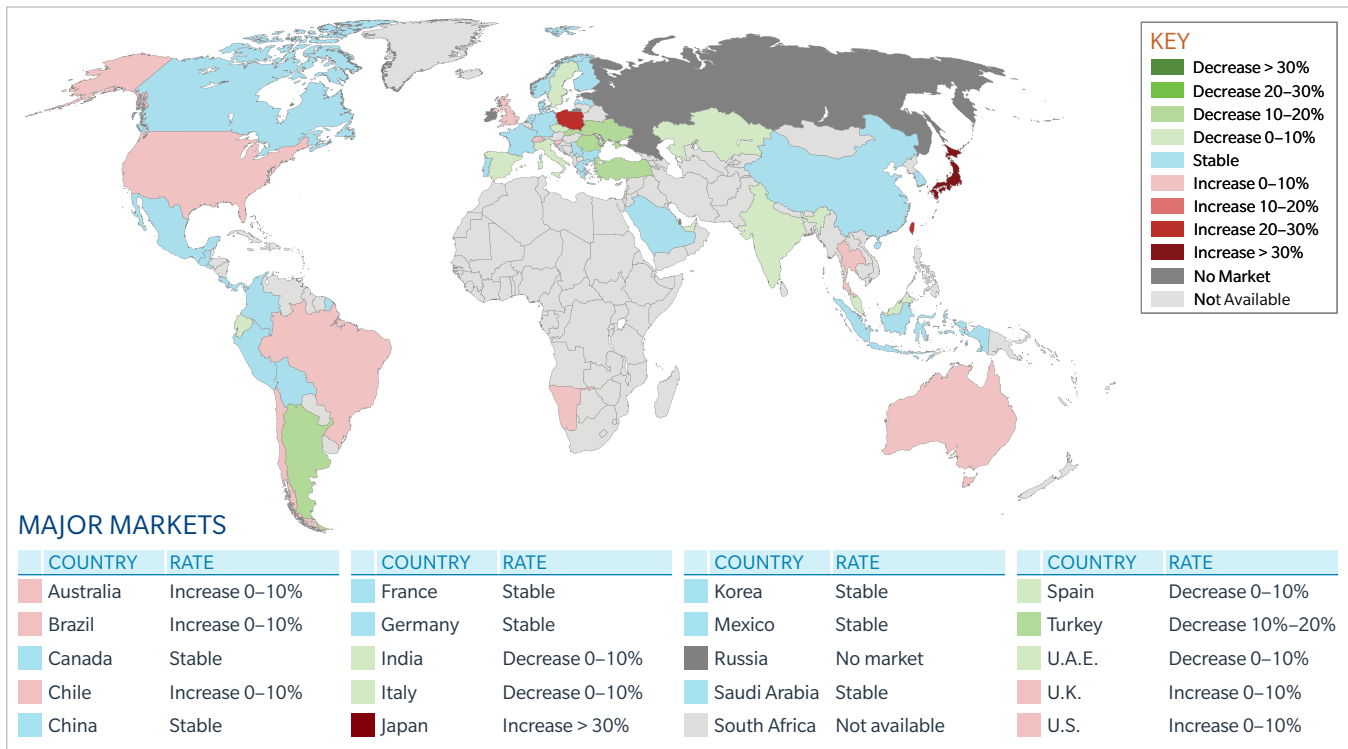 KEY
Decrease > 30%
Decrease 20–30%
Decrease 10–20%
Decrease 0–10%
Stable
Increase 0–10%
Increase 10–20%
Increase 20–30%
Increase > 30%
No Market
Not Available
MAJOR MARKETS
COUNTRY RATE
Australia Increase 0–10%
Brazil Increase 0–10%
Canada Stable
Chile Increase 0–10%
China Stable
COUNTRY RATE
France Stable
Germany Stable
India Decrease 0–10%
Italy Decrease 0–10%
Japan Increase > 30%
COUNTRY RATE
Korea Stable
Mexico Stable
Russia No market
Saudi Arabia Stable
South Africa Not available
COUNTRY RATE
Spain Decrease 0–10%
Turkey Decrease 10%–20%
U.A.E. Decrease 0–10%
U.K. Increase 0–10%
U.S. Increase 0–10%